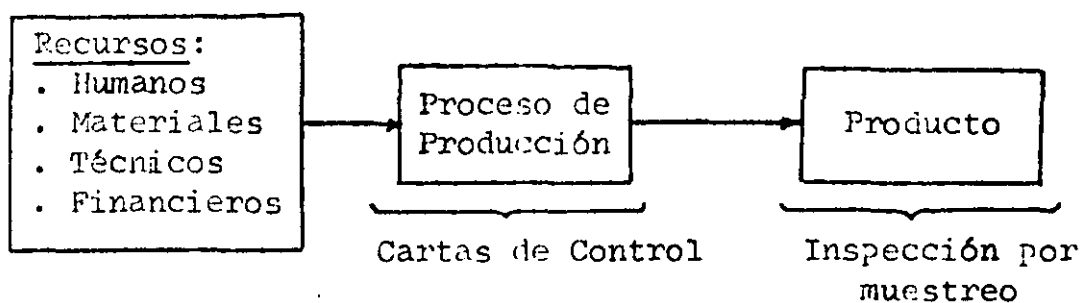 Recursos:
. Humanos
. Materiales
. Técnicos
. Financieros
Proceso de
Producción
Producto
Cartas de Control
Inspección por
muestreo